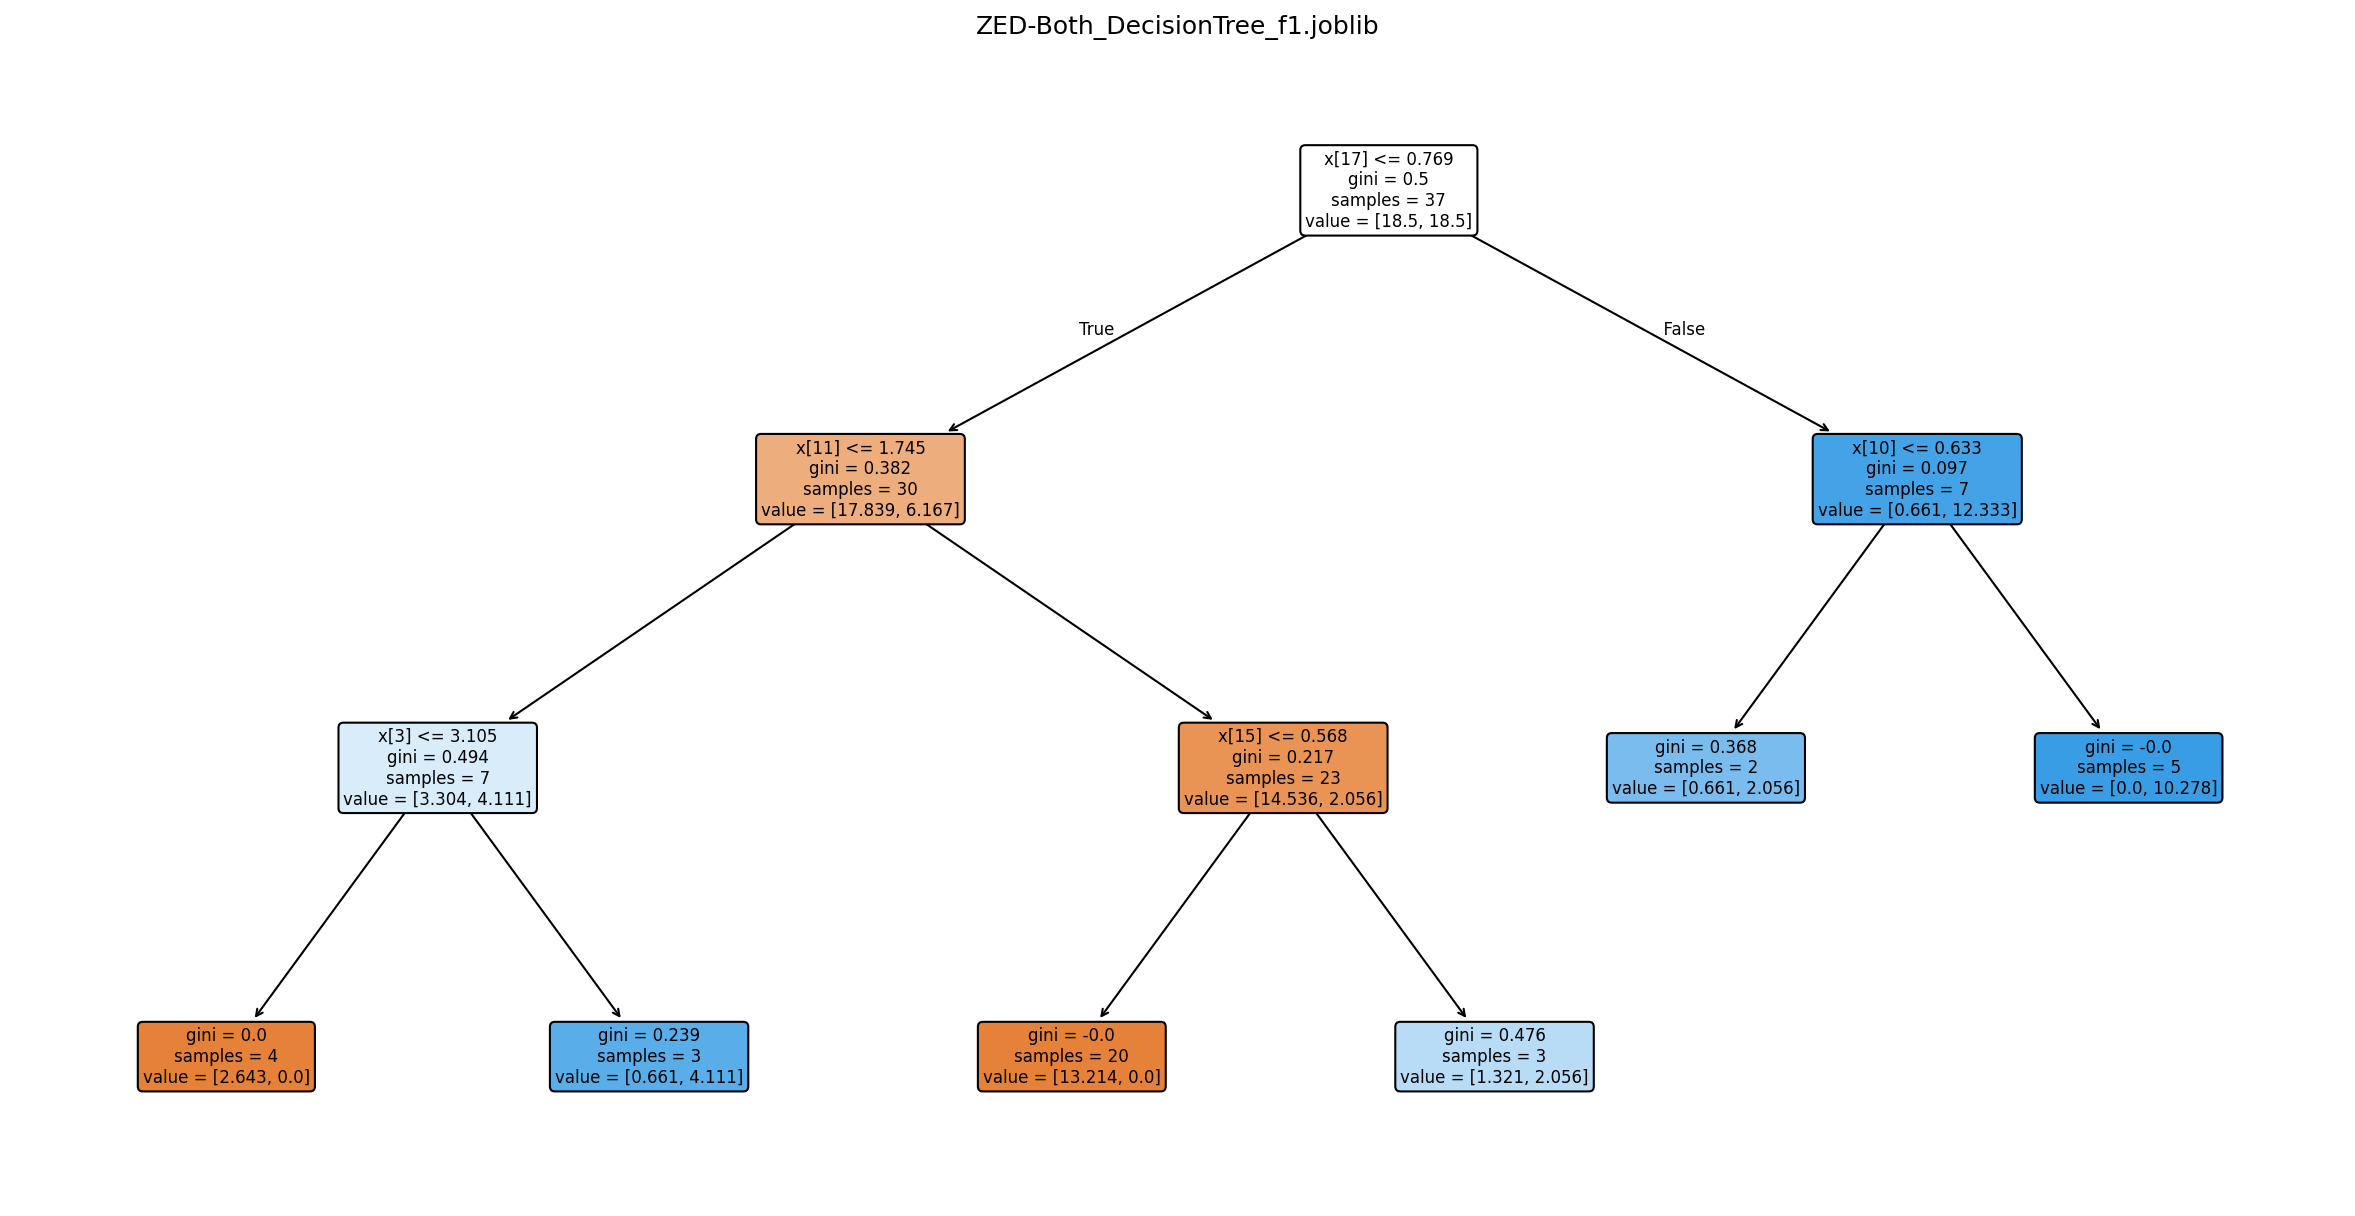 ZED-Both_DecisionTree_f1.joblib
x[17] <= 0.769
gini = 0.5
samples = 37
value = [18.5, 18.5]
True
False
x[11] <= 1.745
gini = 0.382
samples = 30
value = [17.839, 6.167]
x[10] <= 0.633
gini = 0.097
samples = 7
value = [0.661, 12.333]
x[3] <= 3.105
gini = 0.494
samples = 7
value = [3.304, 4.111]
x[15] <= 0.568
gini = 0.217
samples = 23
value = [14.536, 2.056]
gini = 0.368
samples = 2
value = [0.661, 2.056]
gini = -0.0
samples = 5
value = [0.0, 10.278]
gini = 0.0
samples = 4
value = [2.643, 0.0]
gini = 0.239
samples = 3
value = [0.661, 4.111]
gini = -0.0
samples = 20
value = [13.214, 0.0]
gini = 0.476
samples = 3
value = [1.321, 2.056]